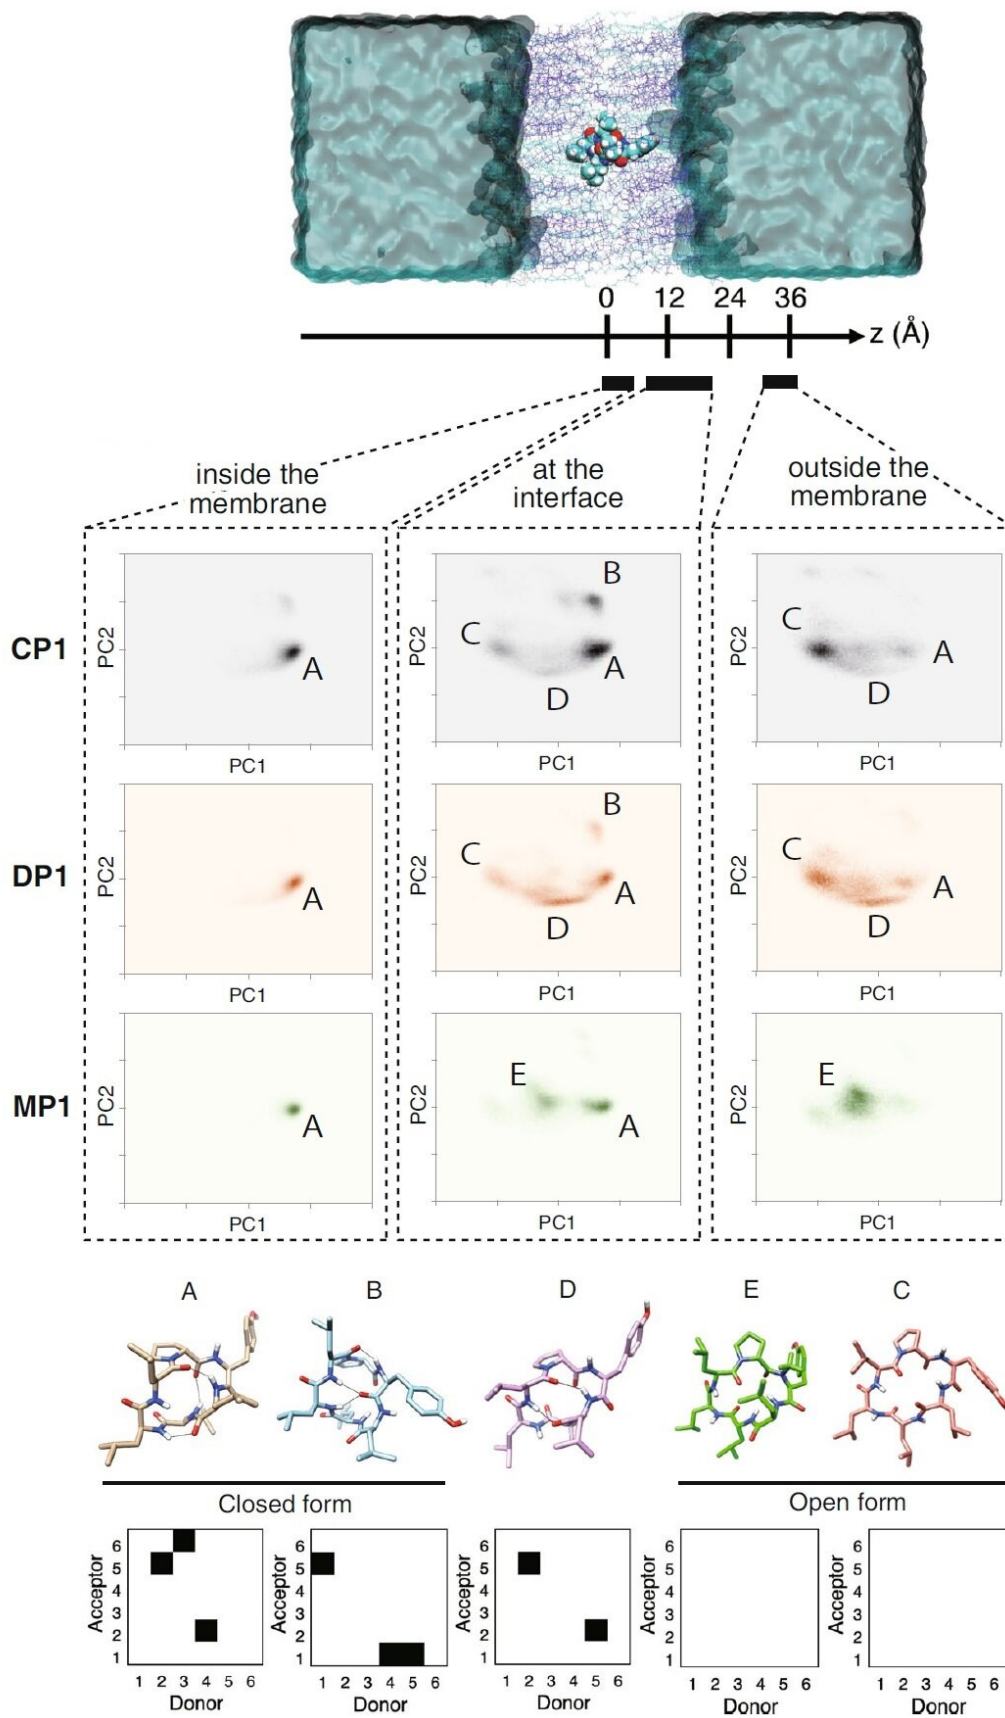 0 12 24 36
z (Å)
inside the
membrane
at the
interface
outside the
membrane
CP1
PC2
A
PC1
PC2
B
C
A
D
PC1
PC2
C
A
D
PC1
DP1
PC2
A
PC1
PC2
B
C
A
D
PC1
PC2
C
A
D
PC1
MP1
PC2
A
PC1
PC2
E
A
PC1
PC2
E
PC1
A B D E C
Closed form
Open form
Acceptor
6
5
4
3
2
1
1 2 3 4 5 6
Donor
Acceptor
6
5
4
3
2
1
1 2 3 4 5 6
Donor
Acceptor
6
5
4
3
2
1
1 2 3 4 5 6
Donor
Acceptor
6
5
4
3
2
1
1 2 3 4 5 6
Donor
Acceptor
6
5
4
3
2
1
1 2 3 4 5 6
Donor